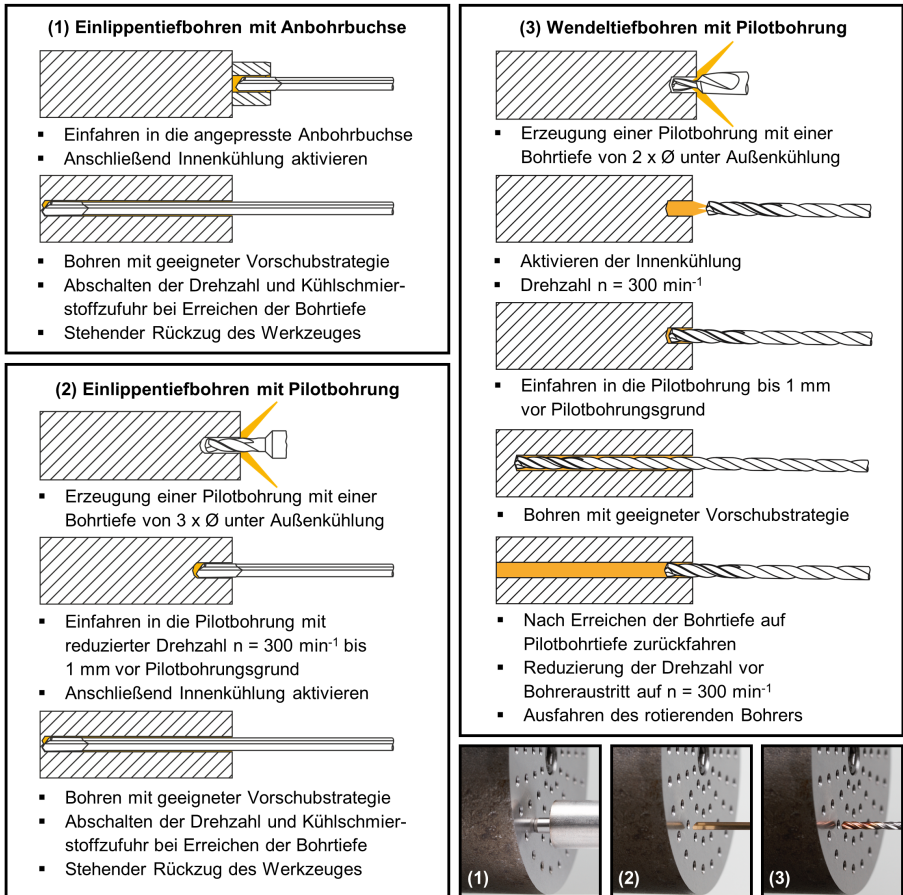 (1) Einlippentiefbohren mit Anbohrbuchse
▪ Einfahren in die angepresste Anbohrbuchse
▪ Anschließend Innenkühlung aktivieren
▪ Bohren mit geeigneter Vorschubstrategie
▪ Abschalten der Drehzahl und Kühlschmier-
stoffzufuhr bei Erreichen der Bohrtiefe
▪ Stehender Rückzug des Werkzeuges
(2) Einlippentiefbohren mit Pilotbohrung
▪ Erzeugung einer Pilotbohrung mit einer
Bohrtiefe von 3 x Ø unter Außenkühlung
▪ Einfahren in die Pilotbohrung mit
reduzierter Drehzahl n = 300 min⁻¹ bis
1 mm vor Pilotbohrungsgrund
▪ Anschließend Innenkühlung aktivieren
▪ Bohren mit geeigneter Vorschubstrategie
▪ Abschalten der Drehzahl und Kühlschmier-
stoffzufuhr bei Erreichen der Bohrtiefe
▪ Stehender Rückzug des Werkzeuges
(3) Wendeltiefbohren mit Pilotbohrung
▪ Erzeugung einer Pilotbohrung mit einer
Bohrtiefe von 2 x Ø unter Außenkühlung
▪ Aktivieren der Innenkühlung
▪ Drehzahl n = 300 min⁻¹
▪ Einfahren in die Pilotbohrung bis 1 mm
vor Pilotbohrungsgrund
▪ Bohren mit geeigneter Vorschubstrategie
▪ Nach Erreichen der Bohrtiefe auf
Pilotbohrtiefe zurückfahren
▪ Reduzierung der Drehzahl vor
Bohreraustritt auf n = 300 min⁻¹
▪ Ausfahren des rotierenden Bohrers
(1)
(2)
(3)